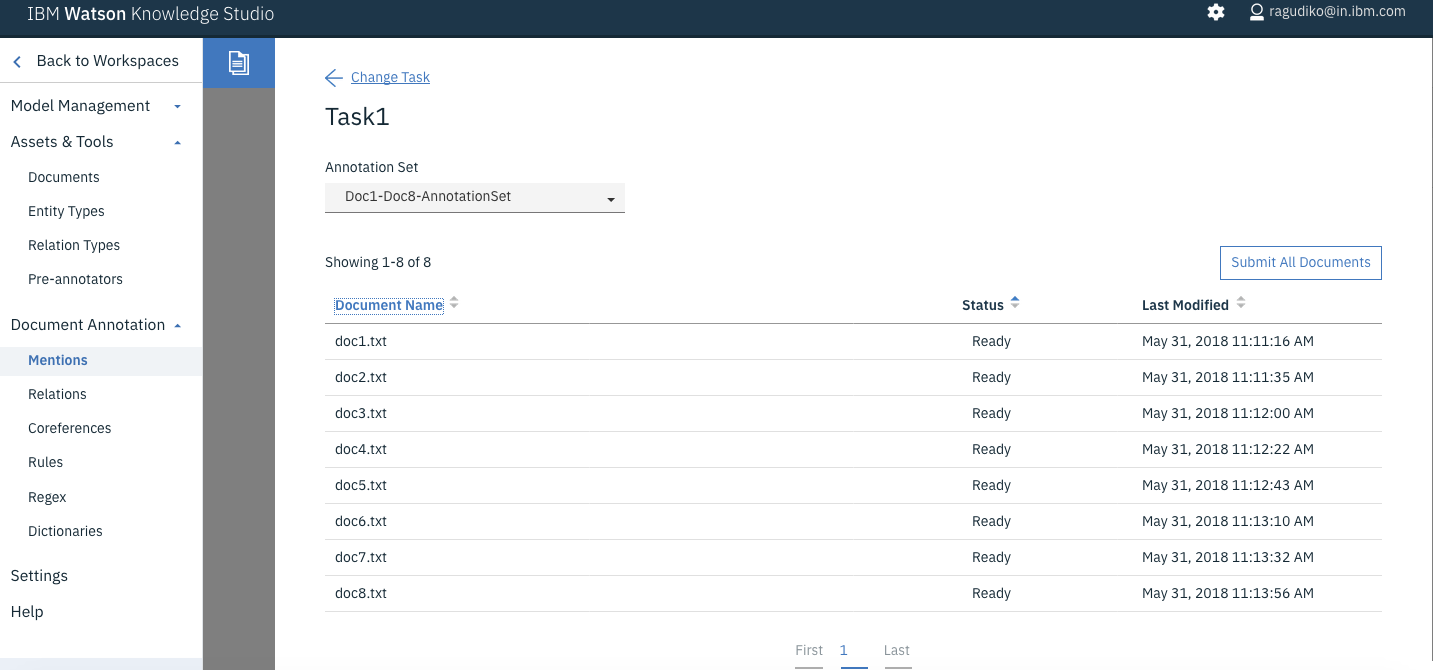 IBM Watson Knowledge Studio
ragudiko@in.ibm.com
Back to Workspaces
Model Management
Assets & Tools
Documents
Entity Types
Relation Types
Pre-annotators
Document Annotation
Mentions
Relations
Coreferences
Rules
Regex
Dictionaries
Settings
Help
Change Task
Task1
Annotation Set
Doc1-Doc8-AnnotationSet
Showing 1-8 of 8
Submit All Documents
Document Name Status Last Modified
doc1.txt Ready May 31, 2018 11:11:16 AM
doc2.txt Ready May 31, 2018 11:11:35 AM
doc3.txt Ready May 31, 2018 11:12:00 AM
doc4.txt Ready May 31, 2018 11:12:22 AM
doc5.txt Ready May 31, 2018 11:12:43 AM
doc6.txt Ready May 31, 2018 11:13:10 AM
doc7.txt Ready May 31, 2018 11:13:32 AM
doc8.txt Ready May 31, 2018 11:13:56 AM
First 1 Last